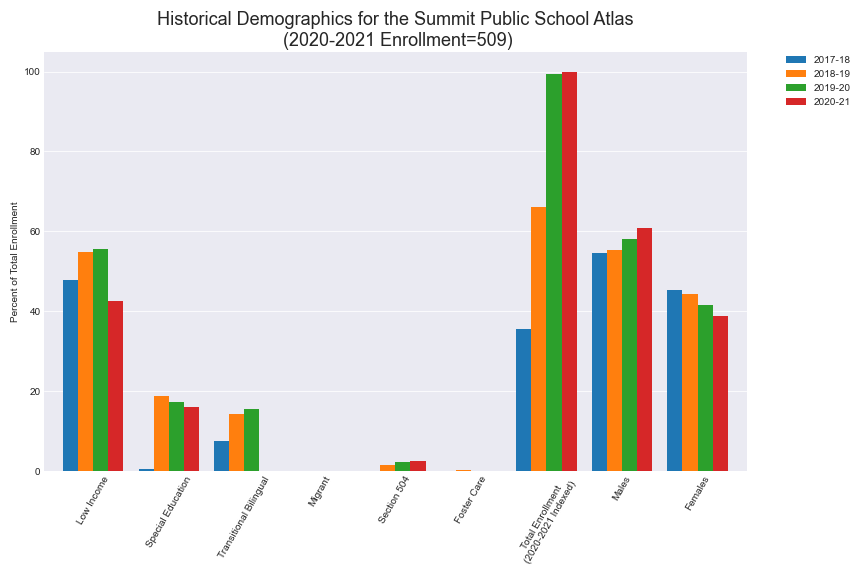 Historical Demographics for the Summit Public School Atlas
(2020-2021 Enrollment=509)
2017-18
2018-19
2019-20
2020-21
Percent of Total Enrollment
100
80
60
40
20
0
Low Income
Special Education
Transitional Bilingual
Migrant
Section 504
Foster Care
Total Enrollment
(2020-2021 Indexed)
Males
Females